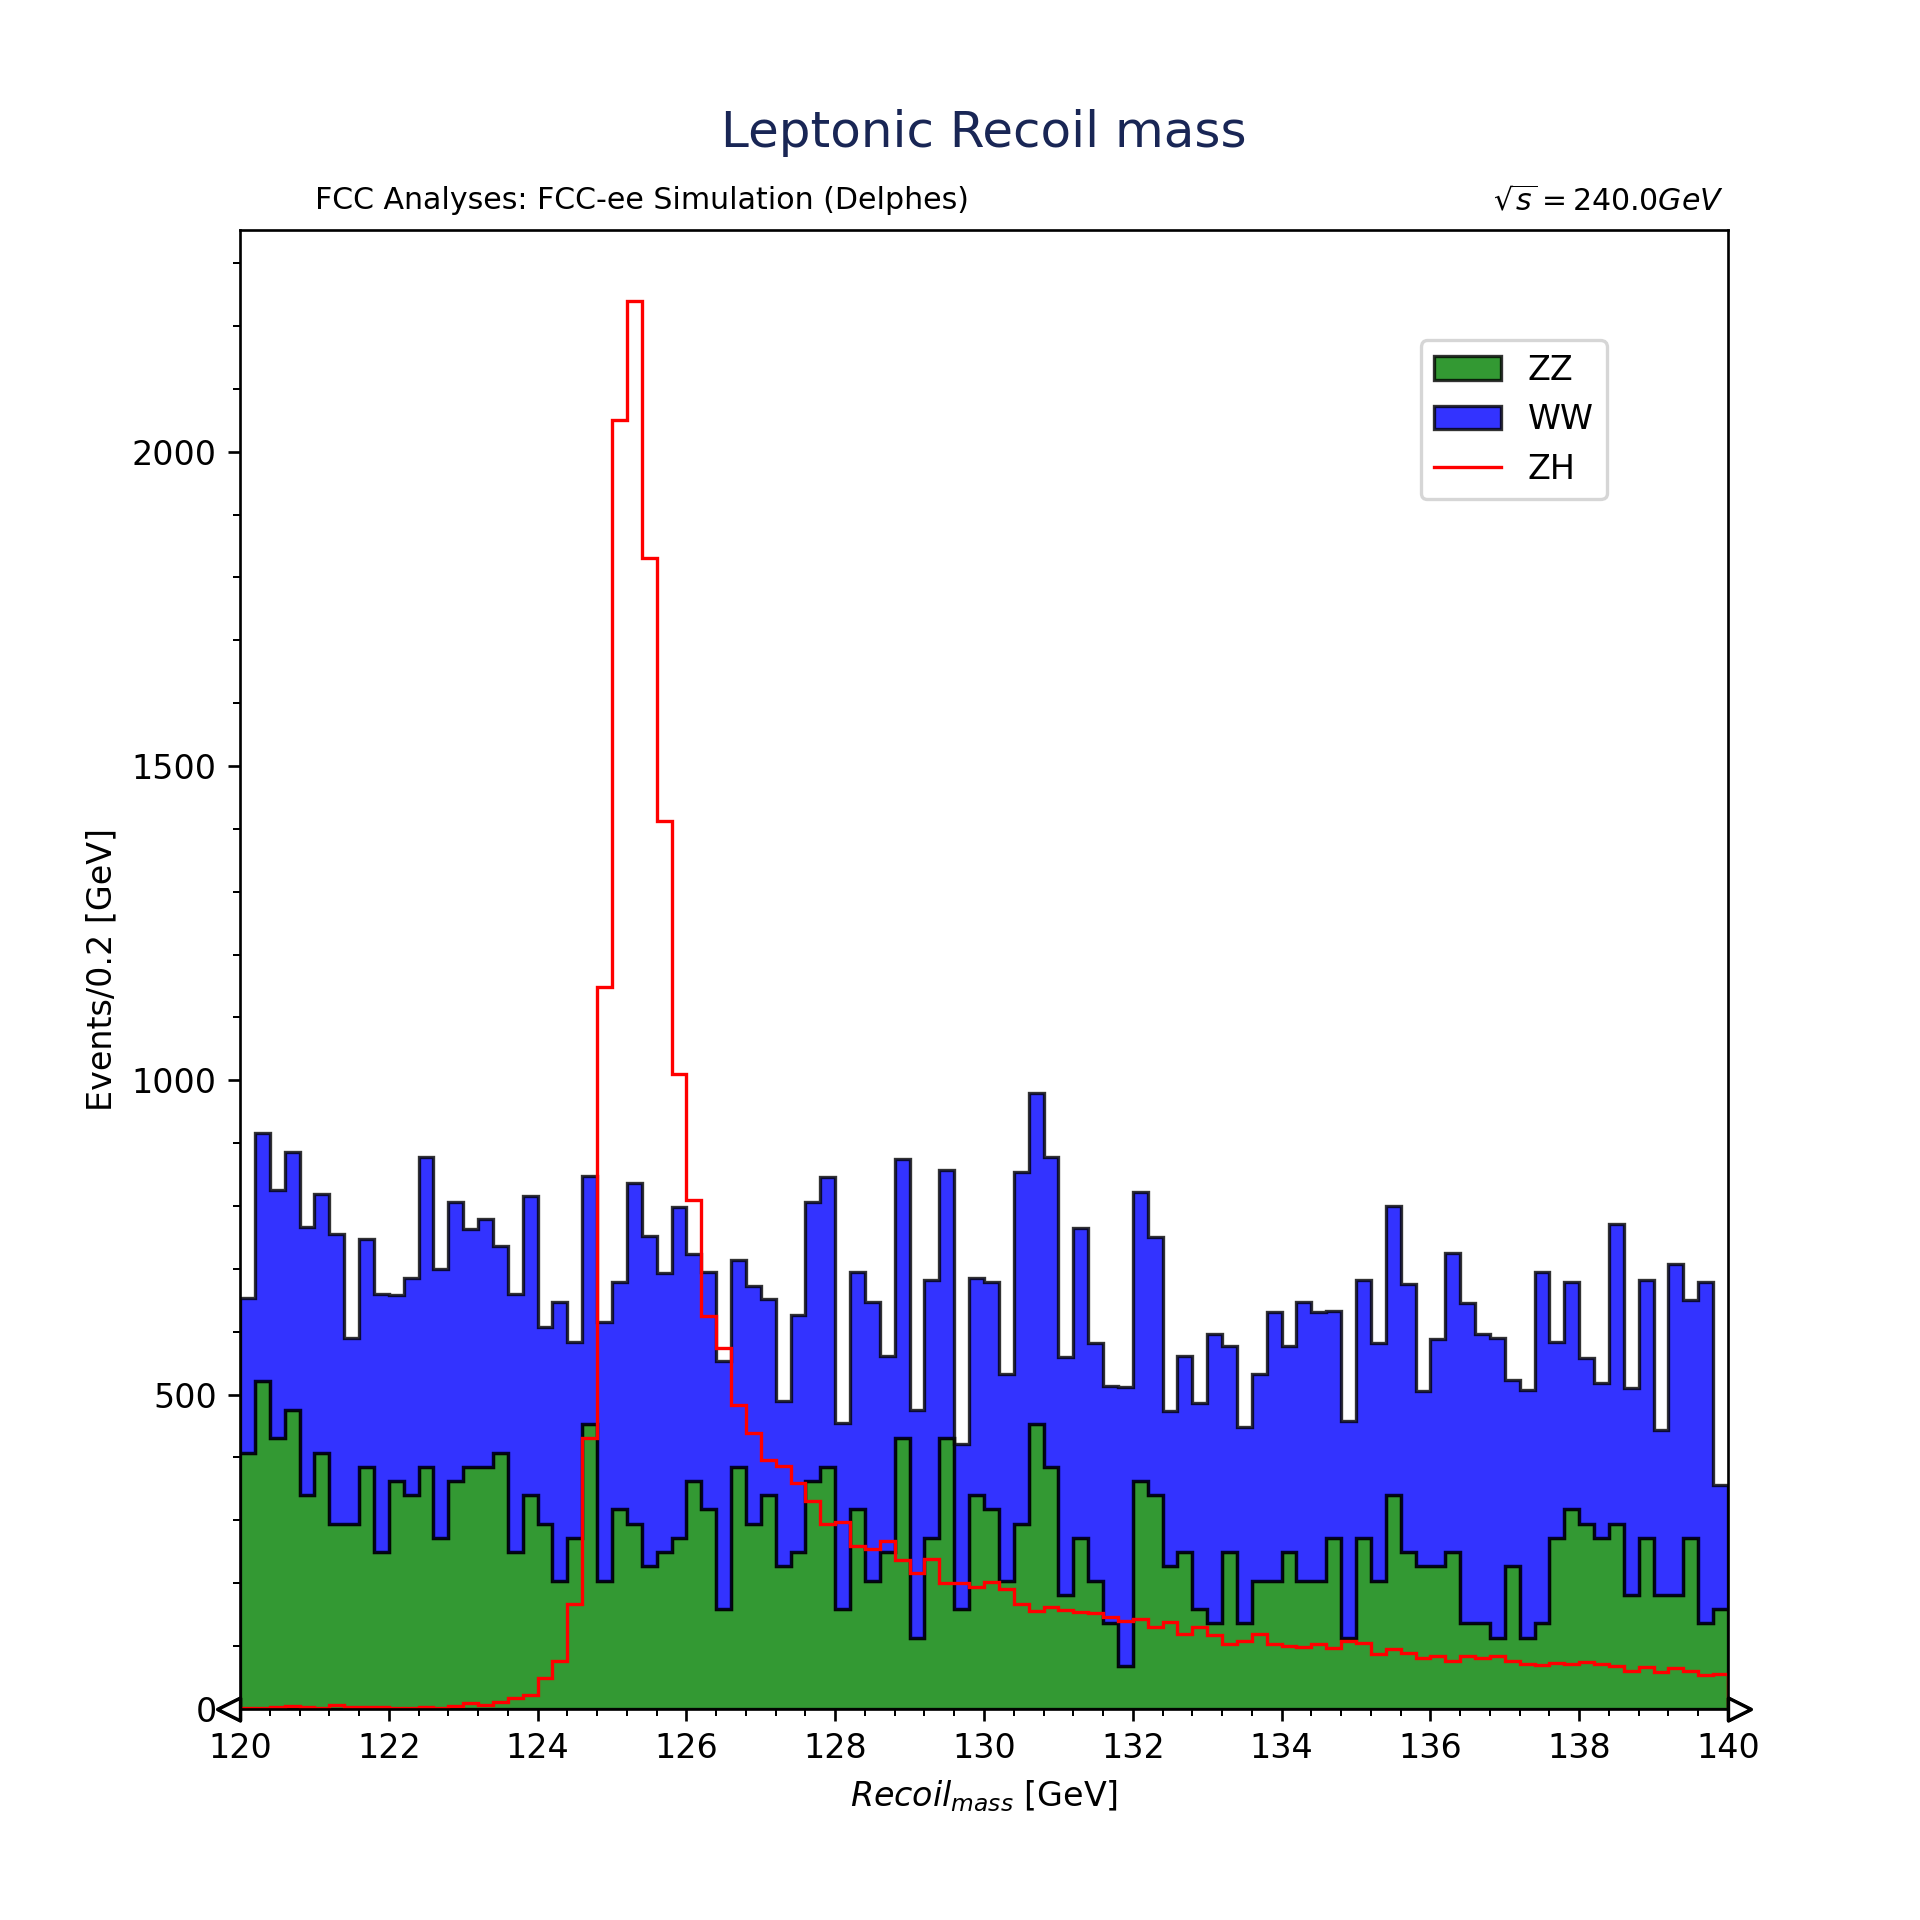 Leptonic Recoil mass
FCC Analyses: FCC-ee Simulation (Delphes)
√s = 240.0GeV
ZZ
WW
ZH
2000
1500
1000
500
0
Events/0.2 [GeV]
120 122 124 126 128 130 132 134 136 138 140
Recoil_mass [GeV]